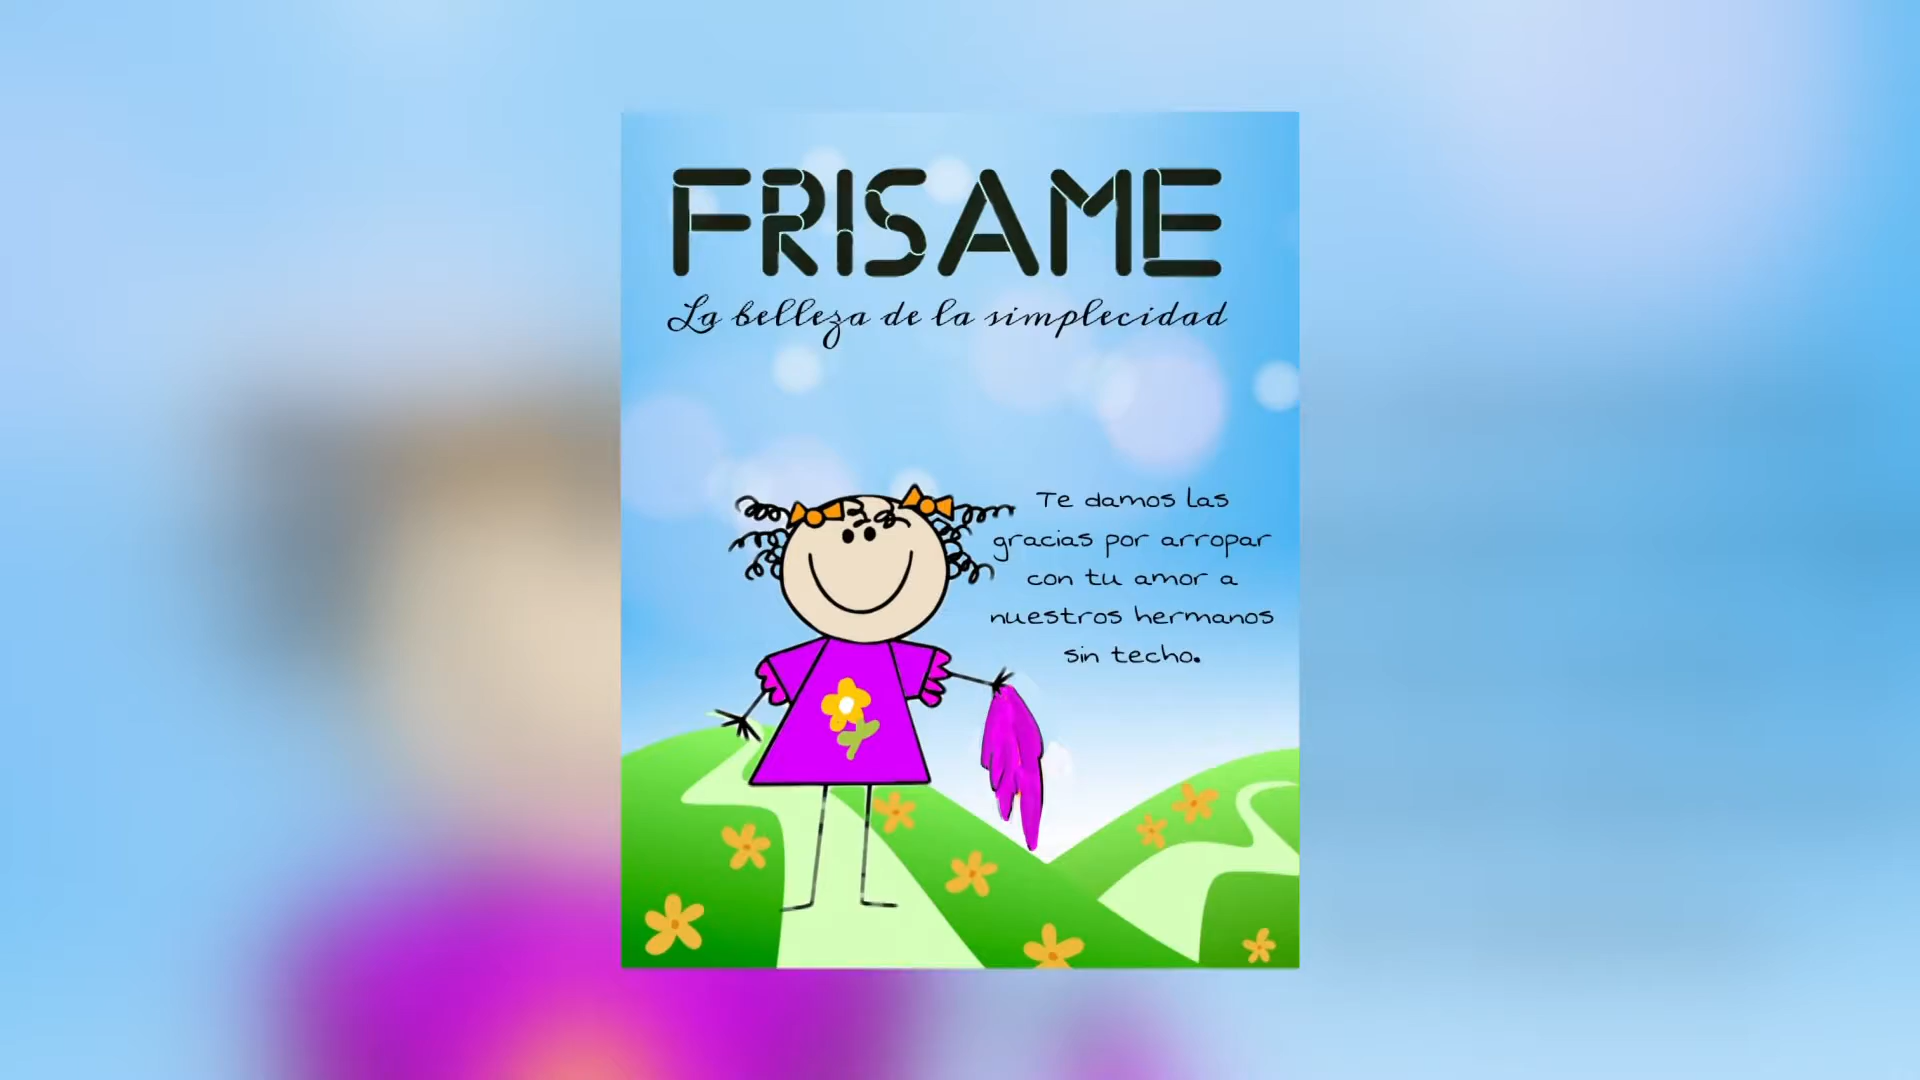 FRISAME
La belleza de la simplecidad
Te damos las
gracias por arropar
con tu amor a
nuestros hermanos
sin techo.